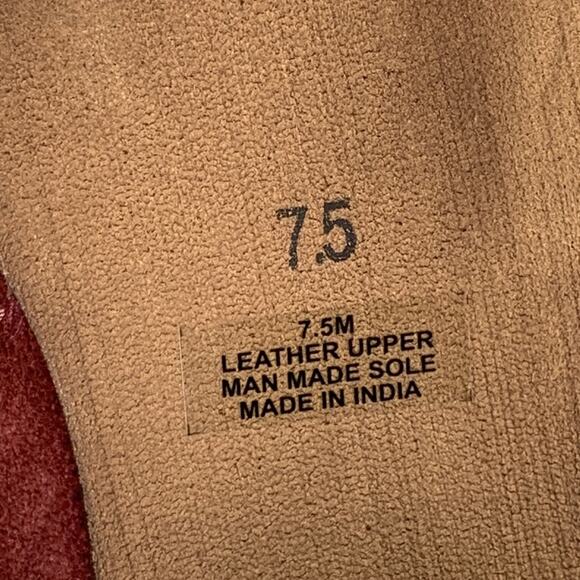 7.5
7.5M
LEATHER UPPER
MAN MADE SOLE
MADE IN INDIA